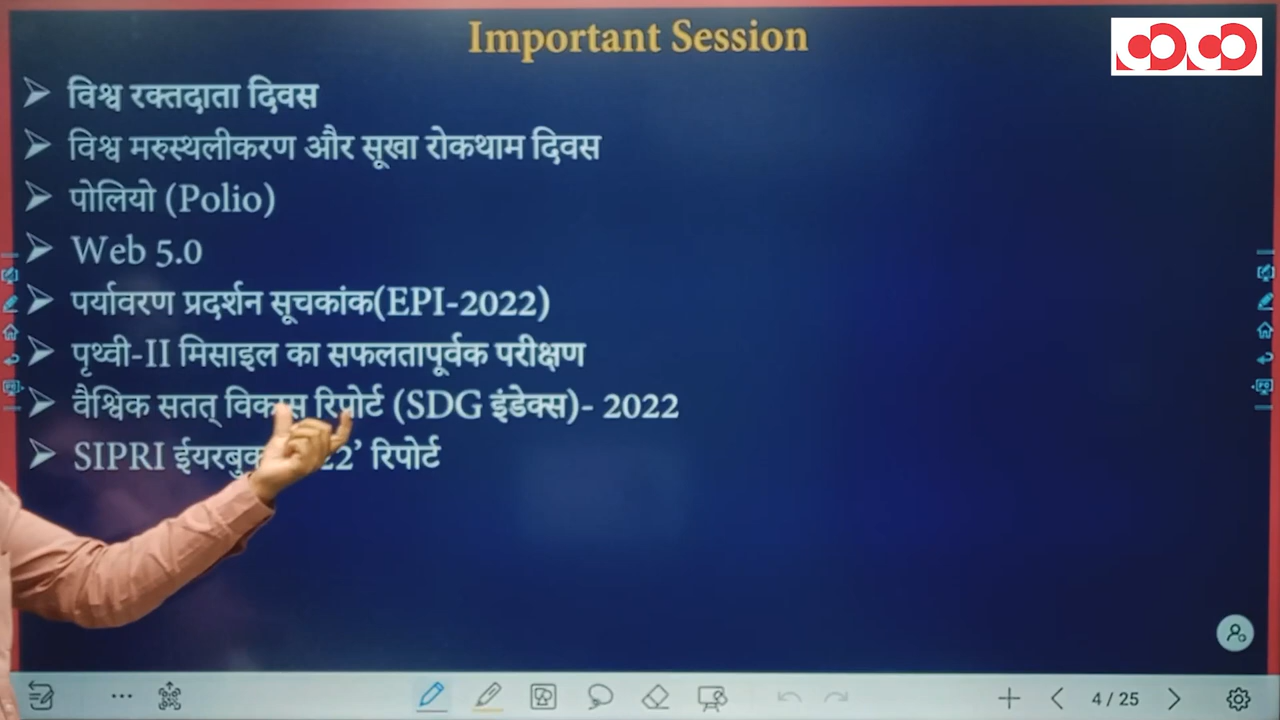 Important Session
विश्व रक्तदाता दिवस
विश्व मरुस्थलीकरण और सूखा रोकथाम दिवस
पोलियो (Polio)
Web 5.0
पर्यावरण प्रदर्शन सूचकांक(EPI-2022)
पृथ्वी-II मिसाइल का सफलतापूर्वक परीक्षण
वैश्विक सतत् विकास रिपोर्ट (SDG इंडेक्स)- 2022
SIPRI रिपोर्ट
4 / 25